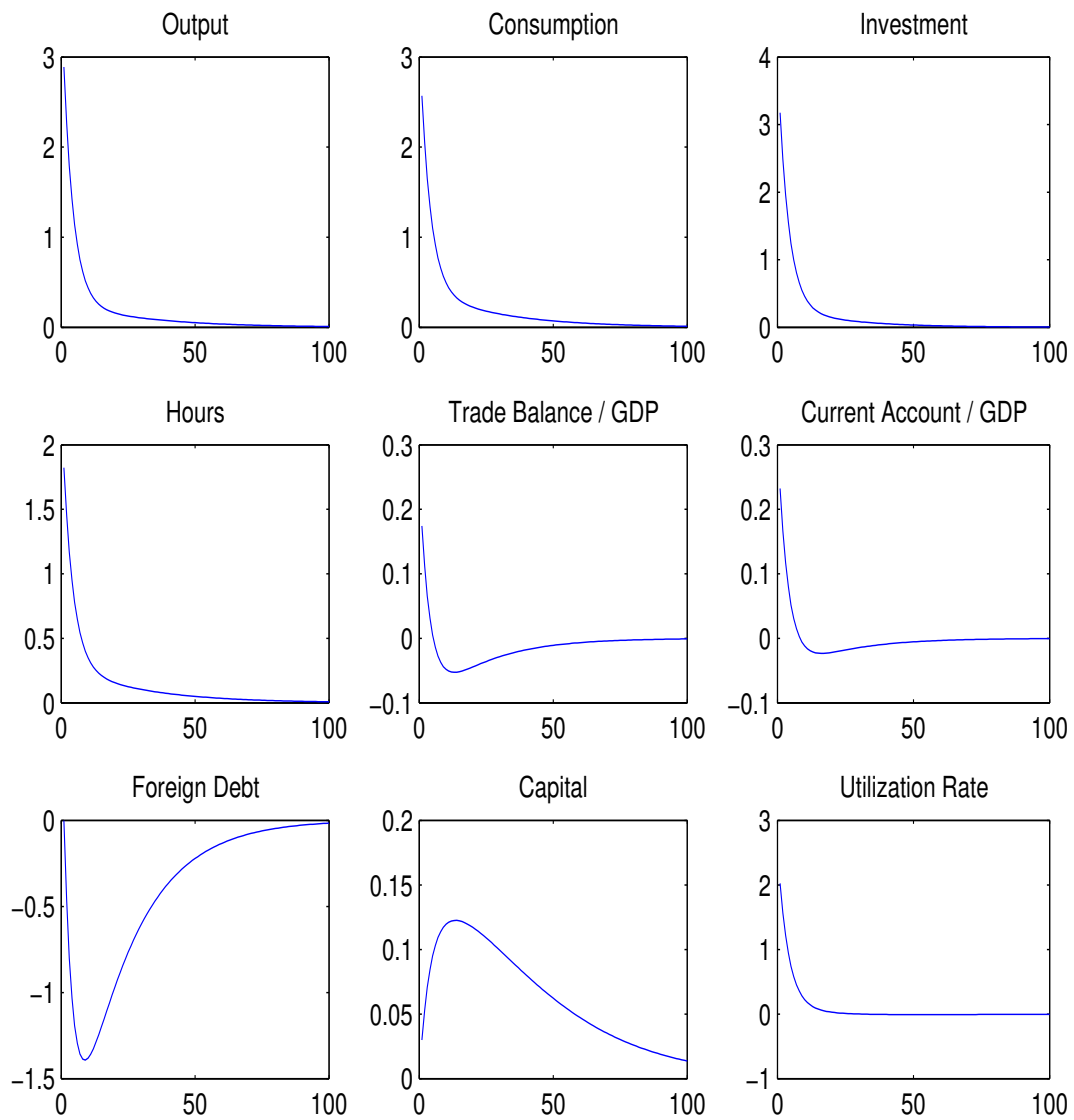 Output Consumption Investment
3 3 4
2 2 3
1 1 2
0 0 1
0
0 50 100 0 50 100 0 50 100
Hours Trade Balance / GDP Current Account / GDP
2 0.3 0.3
1.5 0.2 0.2
1 0.1 0.1
0.5 0 0
0 −0.1 −0.1
0 50 100 0 50 100 0 50 100
Foreign Debt Capital Utilization Rate
0 0.2 3
−0.5 0.15 2
−1 0.1 1
−1.5 0.05 0
0 −1
0 50 100 0 50 100 0 50 100